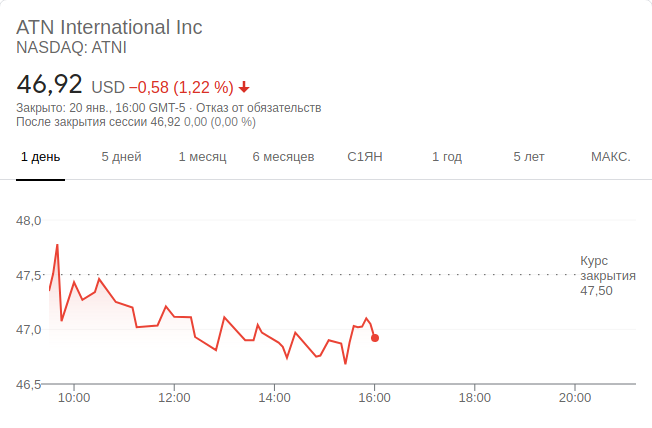 ATN International Inc
NASDAQ: ATNI
46,92 USD −0,58 (1,22 %)
Закрыто: 20 янв., 16:00 GMT-5 · Отказ от обязательств
После закрытия сессии 46,92 0,00 (0,00 %)
1 день 5 дней 1 месяц 6 месяцев С1ЯН 1 год 5 лет МАКС.
48,0
47,5
47,0
46,5
Курс
закрытия
47,50
10:00 12:00 14:00 16:00 18:00 20:00